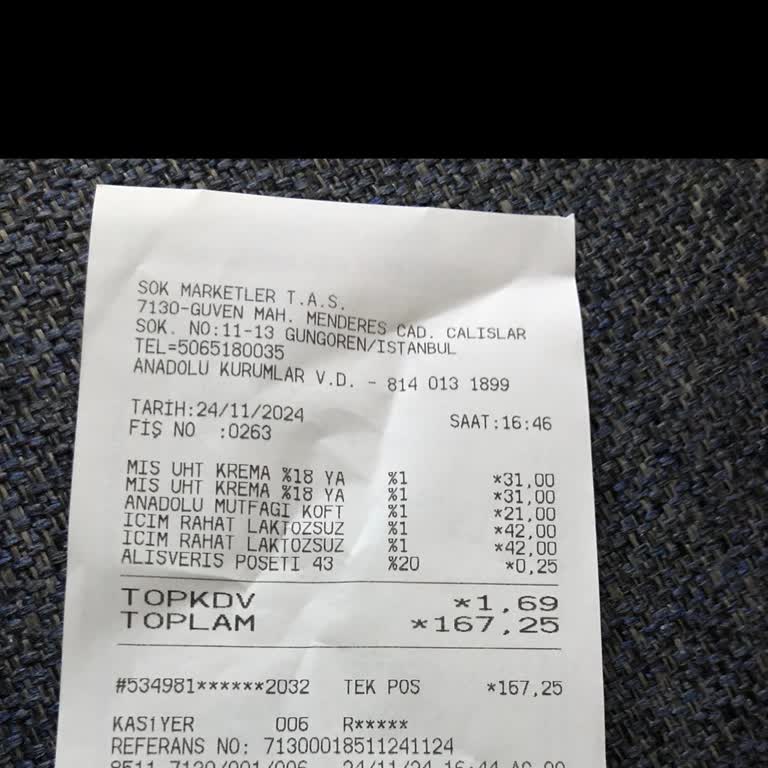 SOK MARKETLER T.A.S.
7130-GUVEN MAH. MENDERES CAD. CALISLAR
SOK. NO:11-13 GUNGOREN/ISTANBUL
TEL=5065180035
ANADOLU KURUMLAR V.D. - 814 013 1899
TARİH:24/11/2024 SAAT:16:46
FİŞ NO :0263
MIS UHT KREMA %18 YA %1 *31,00
MIS UHT KREMA %18 YA %1 *31,00
ANADOLU MUTFAGI KOFT %1 *21,00
ICIM RAHAT LAKTOZSUZ %1 *42,00
ICIM RAHAT LAKTOZSUZ %1 *42,00
ALISVERIS POSETI 43 %20 *0,25
TOPKDV *1,69
TOPLAM *167,25
#534981******2032 TEK POS *167,25
KASIYER 006 R*****
REFERANS NO: 71300018511241124